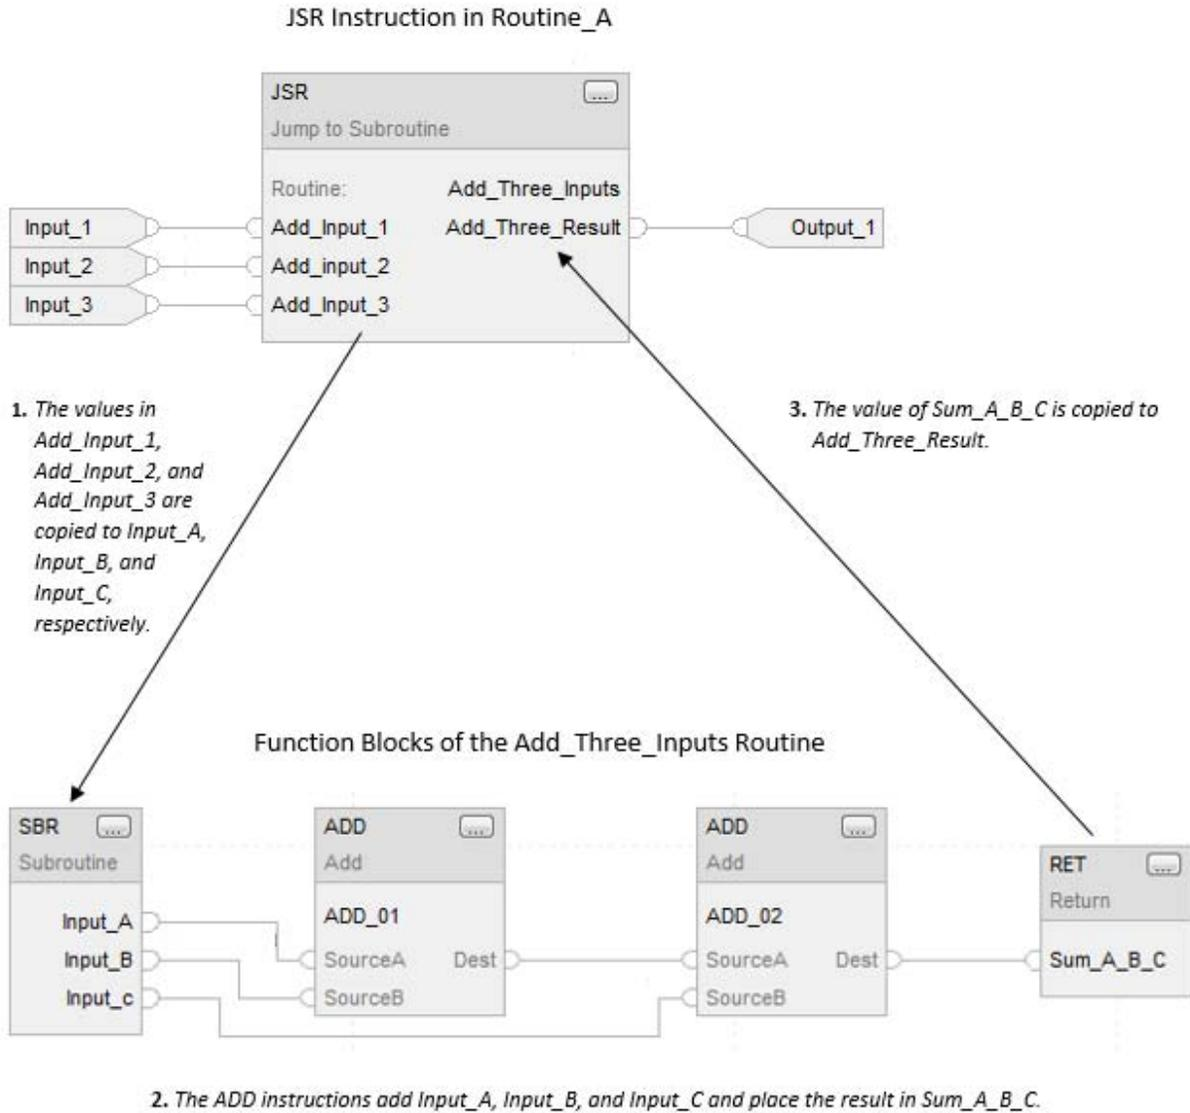 JSR Instruction in Routine_A
JSR
...
Jump to Subroutine
Routine:
Add_Three_Inputs
Input_1
Add_Input_1
Add_Three_Result
Output_1
Input_2
Add_input_2
Input_3
Add_Input_3
1. The values in
Add_Input_1,
Add_Input_2, and
Add_Input_3 are
copied to Input_A,
Input_B, and
Input_C,
respectively.
3. The value of Sum_A_B_C is copied to
Add_Three_Result.
Function Blocks of the Add_Three_Inputs Routine
SBR
...
Subroutine
Input_A
Input_B
Input_c
ADD
...
Add
ADD_01
SourceA
Dest
SourceB
ADD
...
Add
ADD_02
SourceA
Dest
SourceB
RET
...
Return
Sum_A_B_C
2. The ADD instructions add Input_A, Input_B, and Input_C and place the result in Sum_A_B_C.